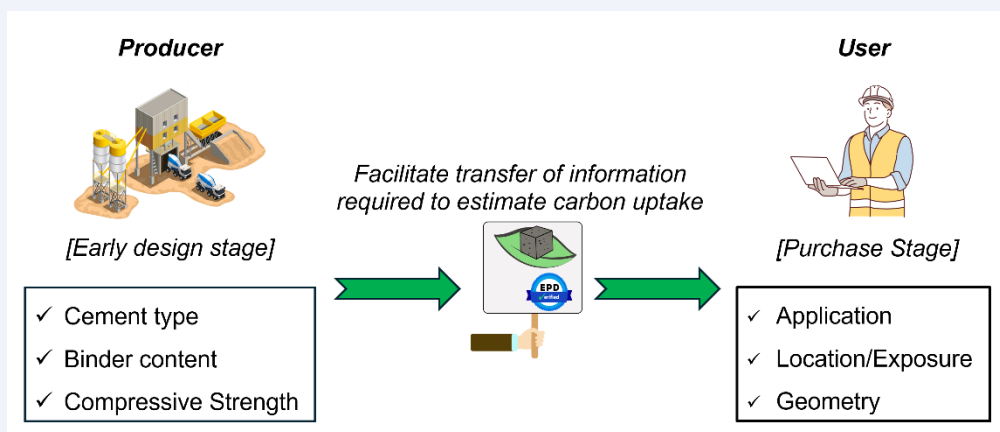 Producer
User
Facilitate transfer of information
required to estimate carbon uptake
[Early design stage]
[Purchase Stage]
EPD
verified
✓ Cement type
✓ Binder content
✓ Compressive Strength
✓ Application
✓ Location/Exposure
✓ Geometry